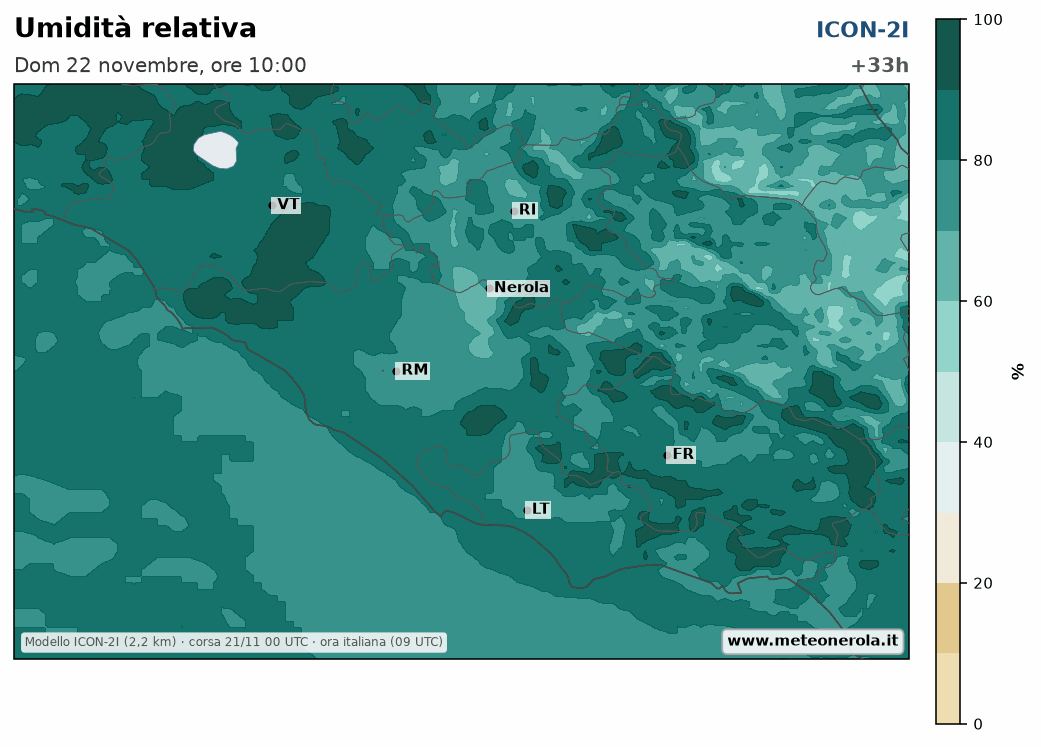 Umidità relativa
ICON-2I
Dom 22 novembre, ore 10:00
+33h
100
80
60
40
20
0
%
VT
RI
Nerola
RM
FR
LT
Modello ICON-2I (2,2 km) · corsa 21/11 00 UTC · ora italiana (09 UTC)
www.meteonerola.it